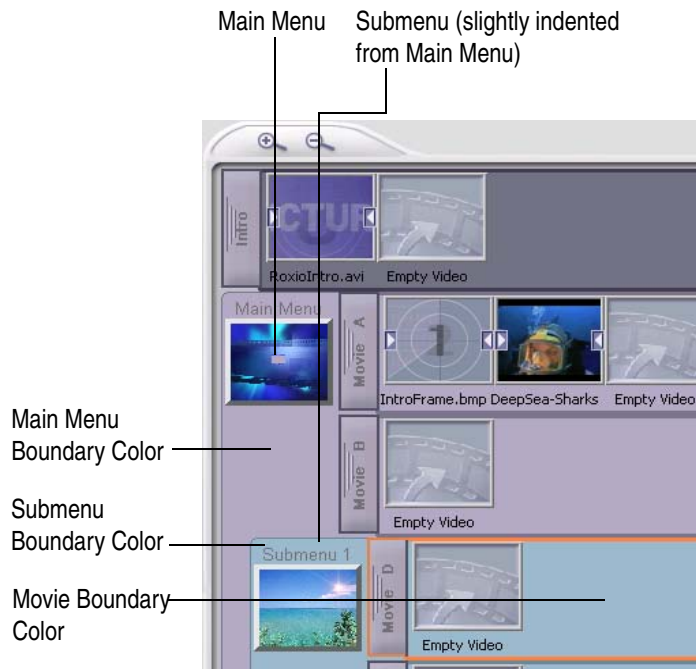 Main Menu
Submenu (slightly indented
from Main Menu)
Intro
CTUR
RoxioIntro.avi
Empty Video
Main Menu
Movie A
1
IntroFrame.bmp
DeepSea-Sharks
Empty Video
Main Menu
Boundary Color
Movie B
Empty Video
Submenu
Boundary Color
Submenu 1
Movie D
Movie Boundary
Color
Empty Video